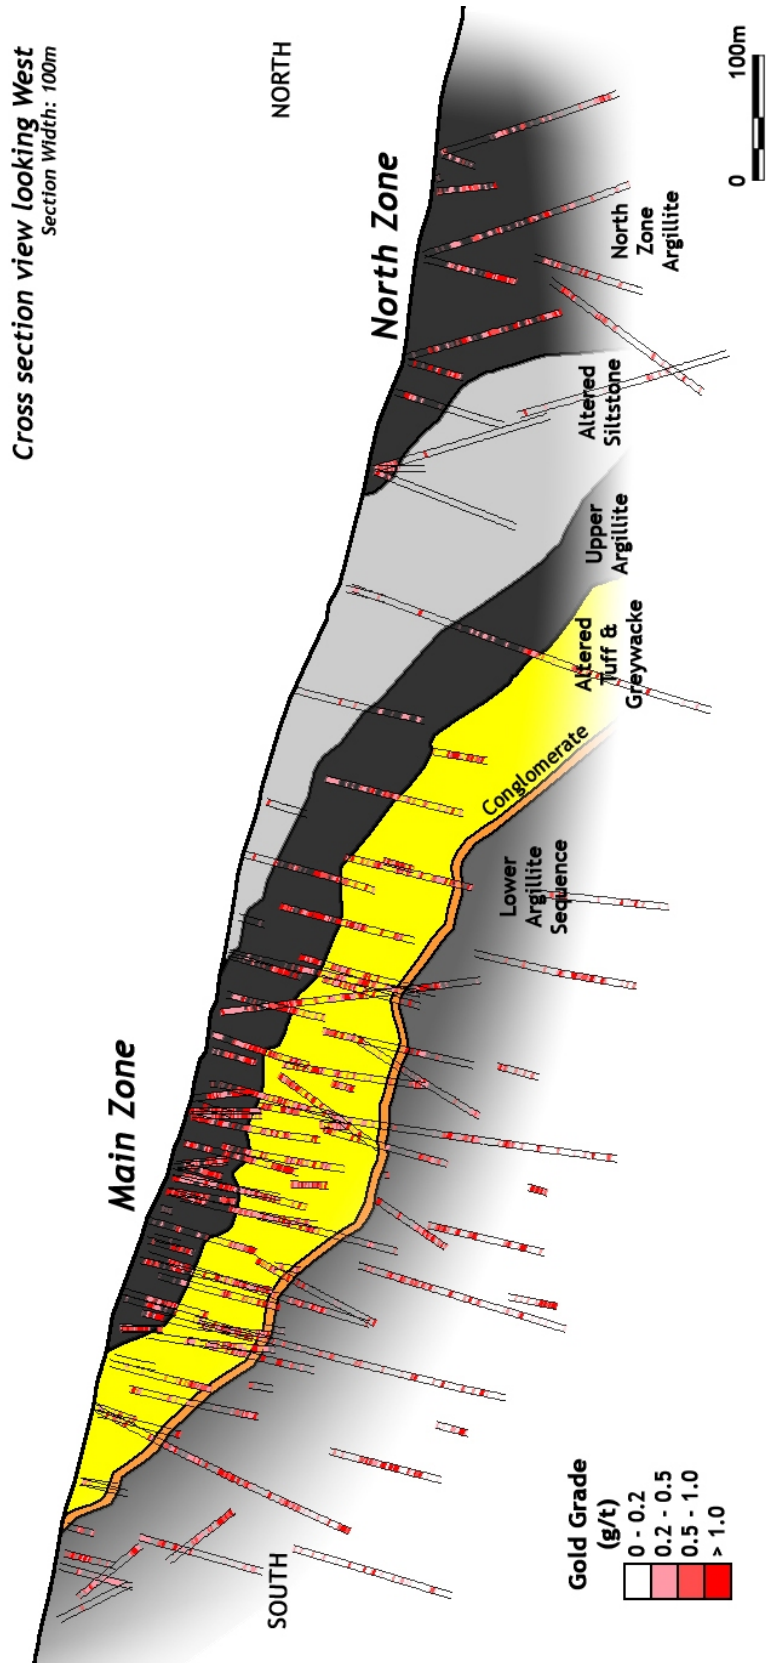 Cross section view looking West
Section Width: 100m
NORTH
North Zone
Main Zone
SOUTH
North
Zone
Argillite
Altered
Siltstone
Upper
Argillite
Altered
Tuff &
Greywacke
Conglomerate
Lower
Argillite
Sequence
Gold Grade
(g/t)
0 - 0.2
0.2 - 0.5
0.5 - 1.0
> 1.0
0
100m